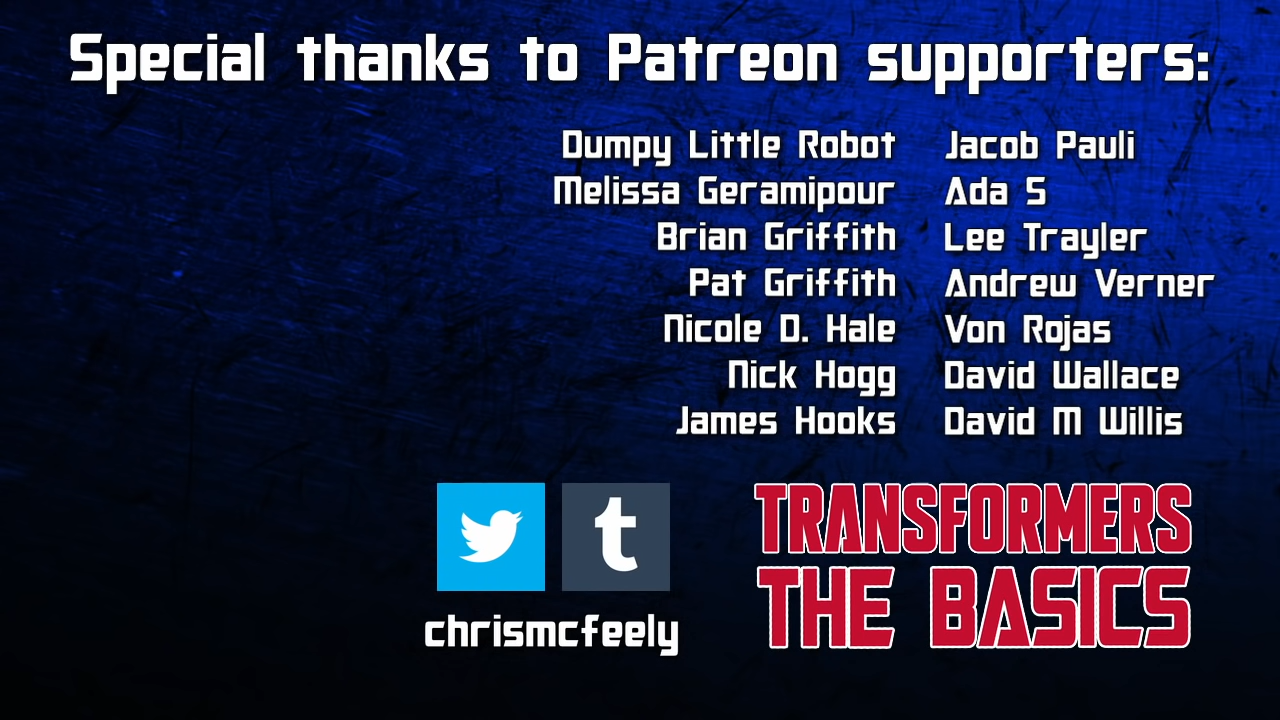 Special thanks to Patreon supporters:
Dumpy Little Robot
Melissa Geramipour
Brian Griffith
Pat Griffith
Nicole D. Hale
Nick Hogg
James Hooks
Jacob Pauli
Ada S
Lee Trayler
Andrew Verner
Von Rojas
David Wallace
David M Willis
t
chrismcfeely
TRANSFORMERS
THE BASICS